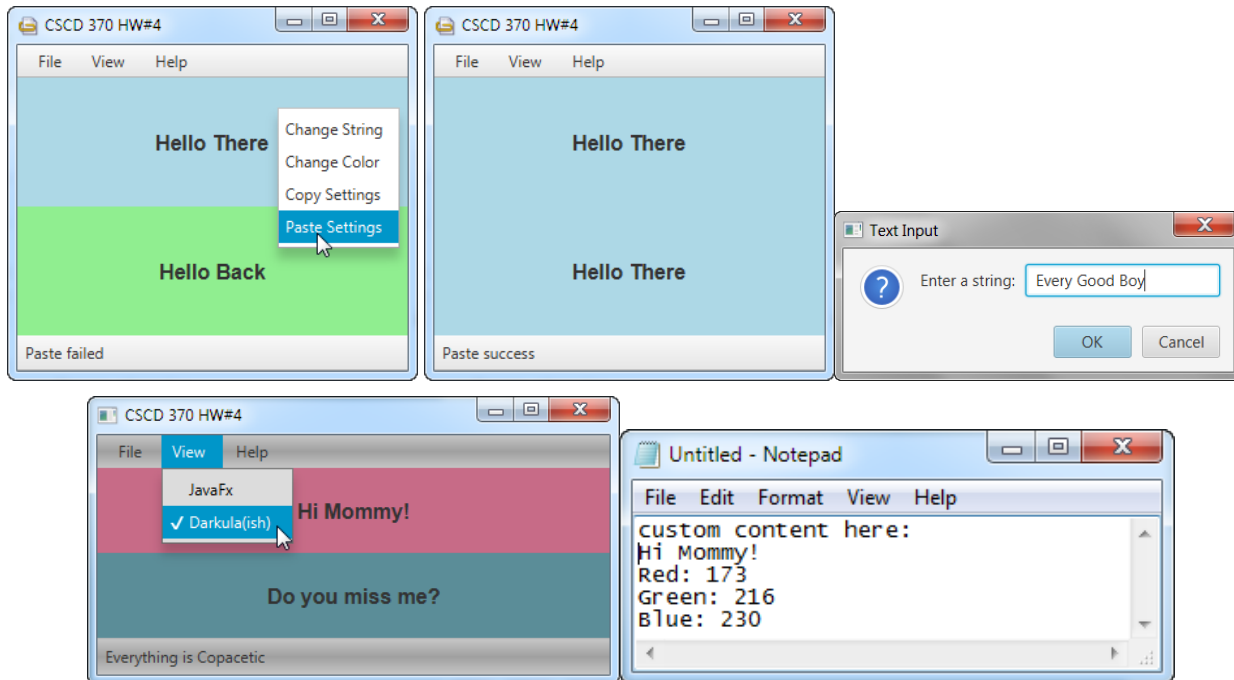 CSCD 370 HW#4
File View Help
Hello There
Change String
Change Color
Copy Settings
Paste Settings
Hello Back
Paste failed
CSCD 370 HW#4
File View Help
Hello There
Hello There
Paste success
Text Input
Enter a string: Every Good Boy
OK Cancel
CSCD 370 HW#4
File View Help
JavaFx
Darkula(ish)
Hi Mommy!
Do you miss me?
Everything is Copacetic
Untitled - Notepad
File Edit Format View Help
custom content here:
Hi Mommy!
Red: 173
Green: 216
Blue: 230